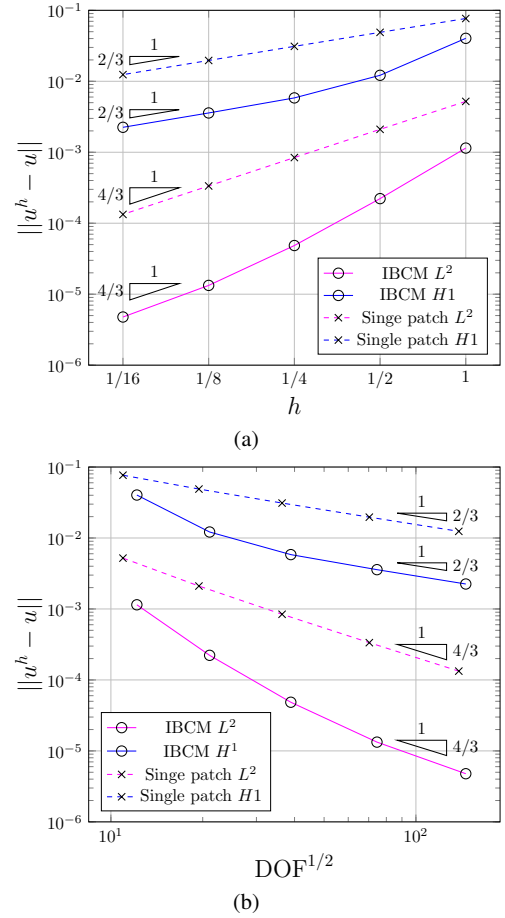 10^{-1}
10^{-2}
10^{-3}
10^{-4}
10^{-5}
10^{-6}
||u^h − u||
2/3 1
2/3 1
4/3 1
4/3 1
IBCM L^2
IBCM H1
Singe patch L^2
Single patch H1
1/16 1/8 1/4 1/2 1
h
(a)
10^{-1}
10^{-2}
10^{-3}
10^{-4}
10^{-5}
10^{-6}
||u^h − u||
1 2/3
1 2/3
1 4/3
1 4/3
IBCM L^2
IBCM H^1
Singe patch L^2
Single patch H1
10^1 10^2
DOF^{1/2}
(b)